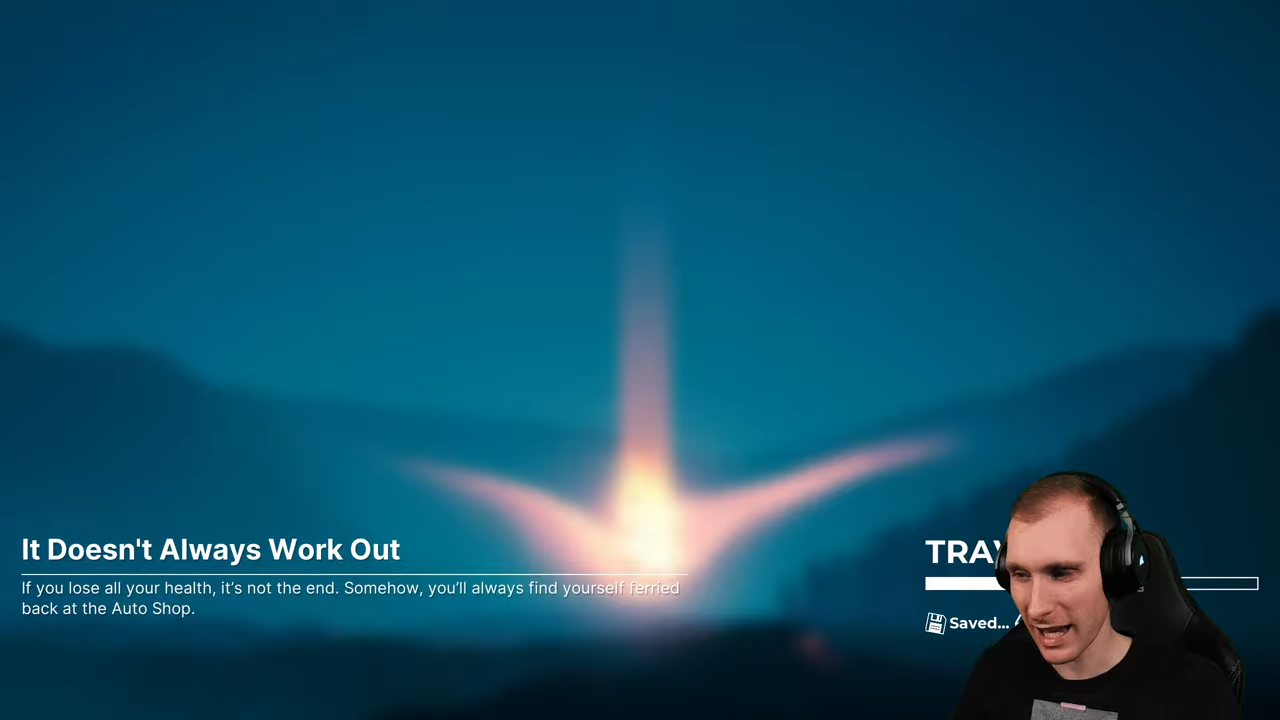 It Doesn't Always Work Out
If you lose all your health, it’s not the end. Somehow, you’ll always find yourself ferried
back at the Auto Shop.
Saved...